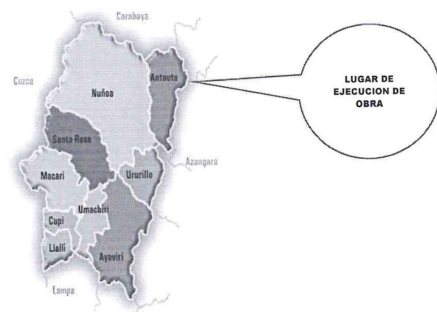 Carabaya
Cuzco
Nuñoa
Antauta
LUGAR DE
EJECUCION DE
OBRA
Santa Rosa
Azangaro
Macari
Ururillo
Umachiri
Cupi
Llalli
Ayaviri
Lampa